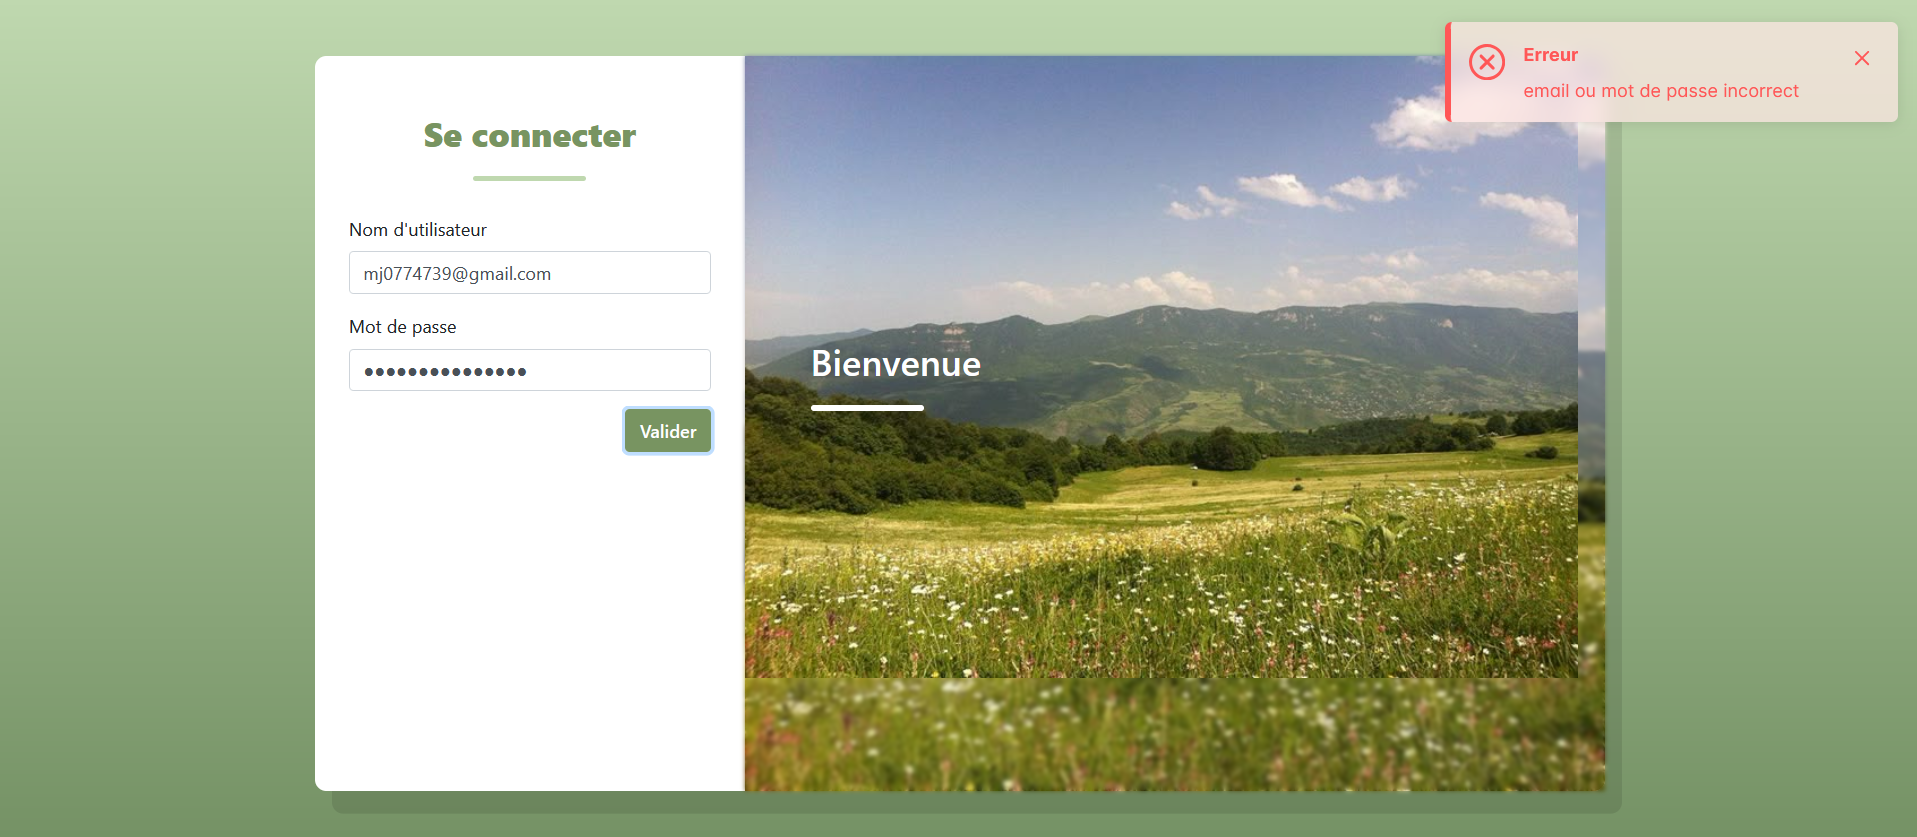 Se connecter
Nom d'utilisateur
mj0774739@gmail.com
Mot de passe
•••••••••••••••
Valider
Bienvenue
Erreur
email ou mot de passe incorrect